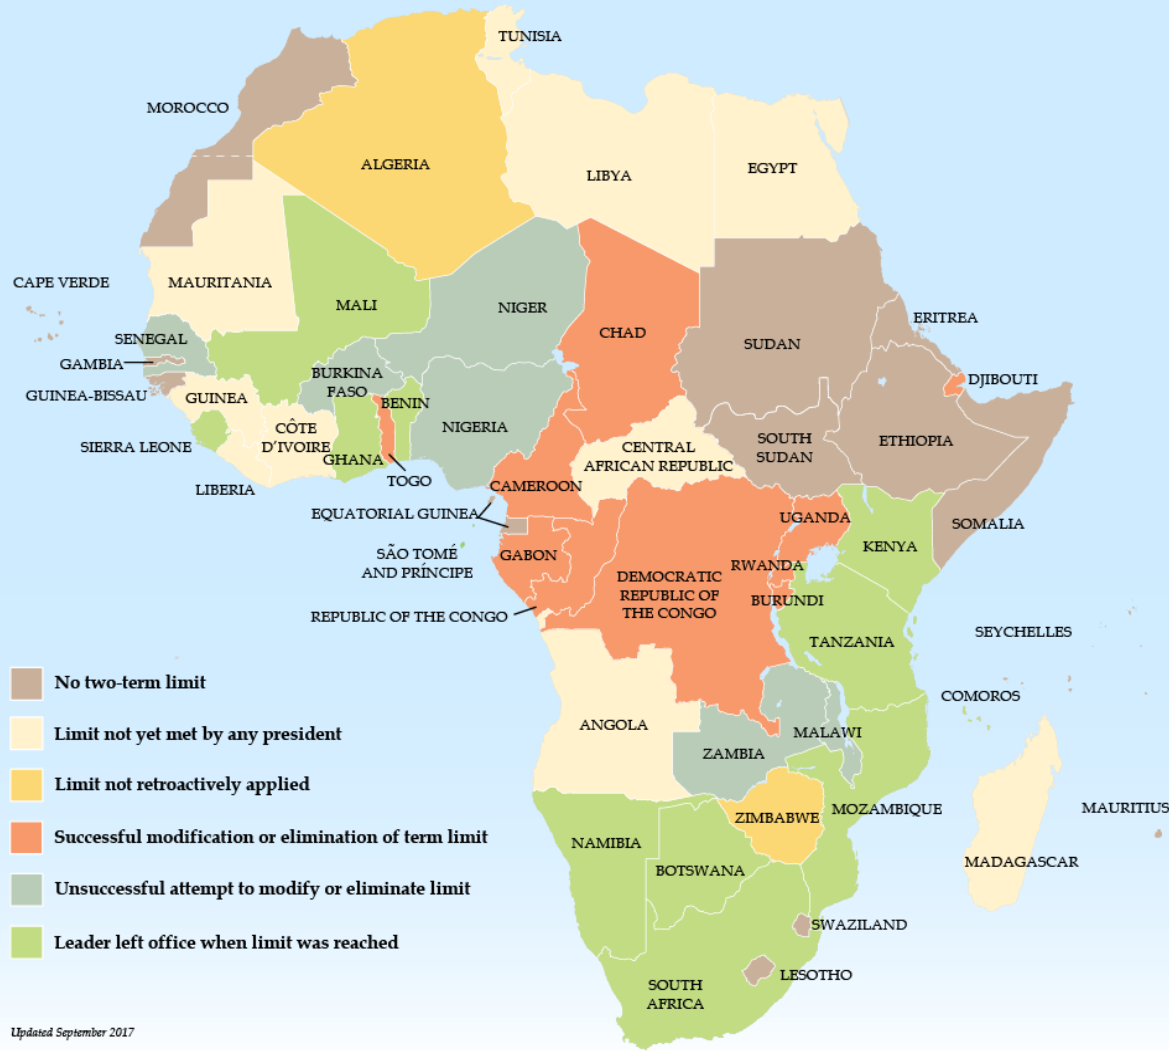 TUNISIA
MOROCCO
ALGERIA
LIBYA
EGYPT
CAPE VERDE
MAURITANIA
MALI
NIGER
CHAD
SUDAN
ERITREA
SENEGAL
GAMBIA
GUINEA-BISSAU
GUINEA
BURKINA
FASO
BENIN
NIGERIA
DJIBOUTI
CÔTE
D'IVOIRE
GHANA
SIERRA LEONE
LIBERIA
TOGO
CENTRAL
AFRICAN REPUBLIC
SOUTH
SUDAN
ETHIOPIA
CAMEROON
EQUATORIAL GUINEA
SOMALIA
UGANDA
KENYA
SÃO TOMÉ
AND PRÍNCIPE
GABON
RWANDA
DEMOCRATIC
REPUBLIC OF
THE CONGO
BURUNDI
REPUBLIC OF THE CONGO
TANZANIA
SEYCHELLES
COMOROS
ANGOLA
ZAMBIA
MALAWI
MOZAMBIQUE
ZIMBABWE
MAURITIUS
NAMIBIA
BOTSWANA
MADAGASCAR
SWAZILAND
LESOTHO
SOUTH
AFRICA
No two-term limit
Limit not yet met by any president
Limit not retroactively applied
Successful modification or elimination of term limit
Unsuccessful attempt to modify or eliminate limit
Leader left office when limit was reached
Updated September 2017